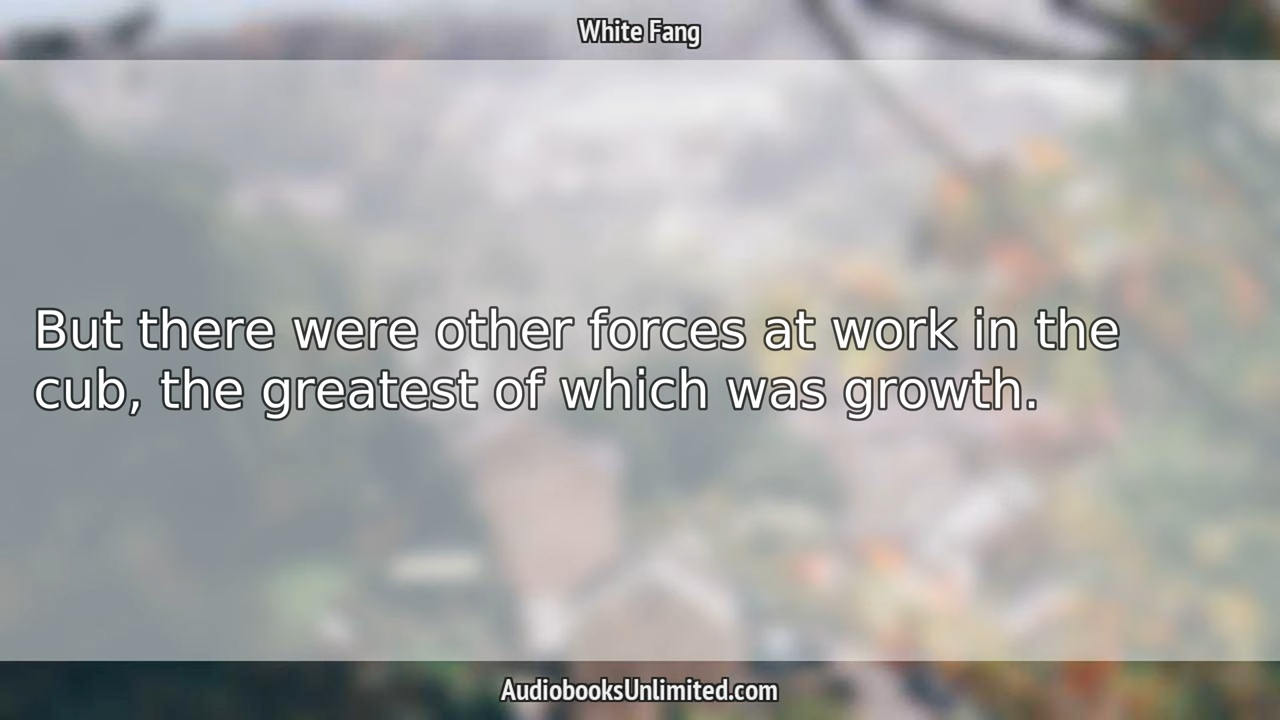 White Fang
But there were other forces at work in the
cub, the greatest of which was growth.
AudiobooksUnlimited.com